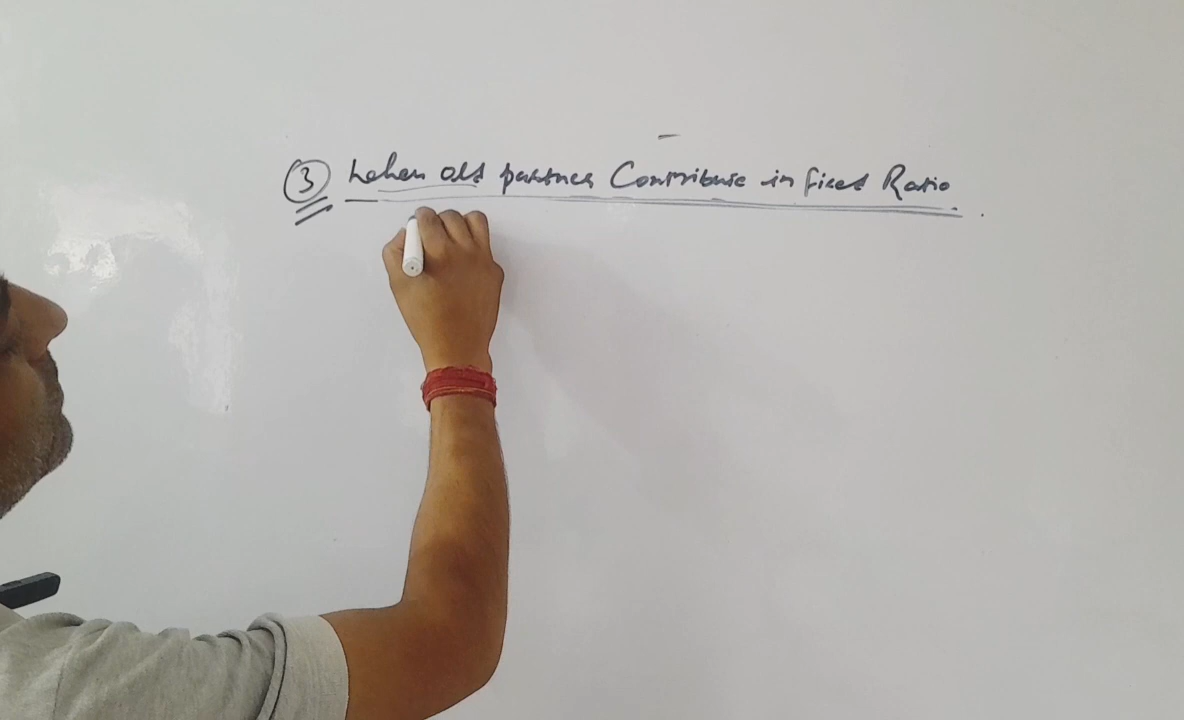 ③ When old partner Contribute in fixed Ratio.